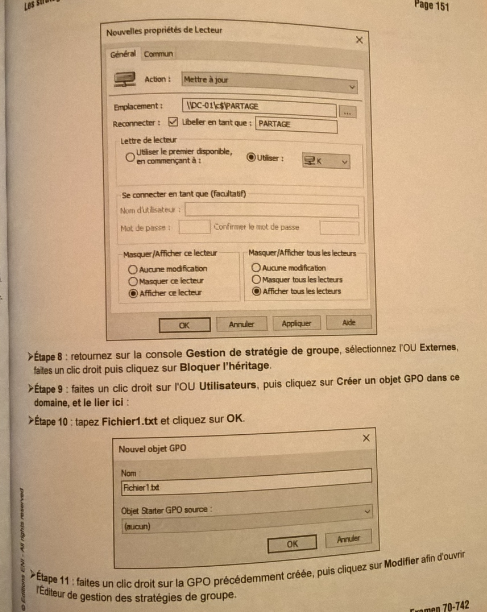 Page 151
Nouvelles propriétés de Lecteur
Général Commun
Action : Mettre à jour
Emplacement : \\DC-01\c$\PARTAGE ...
Reconnecter : Libeller en tant que : PARTAGE
Lettre de lecteur
Utiliser le premier disponible,
en commençant à :
Utiliser : K
Se connecter en tant que (facultatif)
Nom d'utilisateur :
Mot de passe : Confirmer le mot de passe
Masquer/Afficher ce lecteur
Aucune modification
Masquer ce lecteur
Afficher ce lecteur
Masquer/Afficher tous les lecteurs
Aucune modification
Masquer tous les lecteurs
Afficher tous les lecteurs
OK Annuler Appliquer Aide
Étape 8 : retournez sur la console Gestion de stratégie de groupe, sélectionnez l'OU Externes,
faites un clic droit puis cliquez sur Bloquer l'héritage.
Étape 9 : faites un clic droit sur l'OU Utilisateurs, puis cliquez sur Créer un objet GPO dans ce
domaine, et le lier ici :
Étape 10 : tapez Fichier1.txt et cliquez sur OK.
Nouvel objet GPO
Nom
Fichier1.txt
Objet Starter GPO source :
(aucun)
OK Annuler
Étape 11 : faites un clic droit sur la GPO précédemment créée, puis cliquez sur Modifier afin d'ouvrir
l'Éditeur de gestion des stratégies de groupe.
© Editions ENI - All rights reserved
Examen 70-742